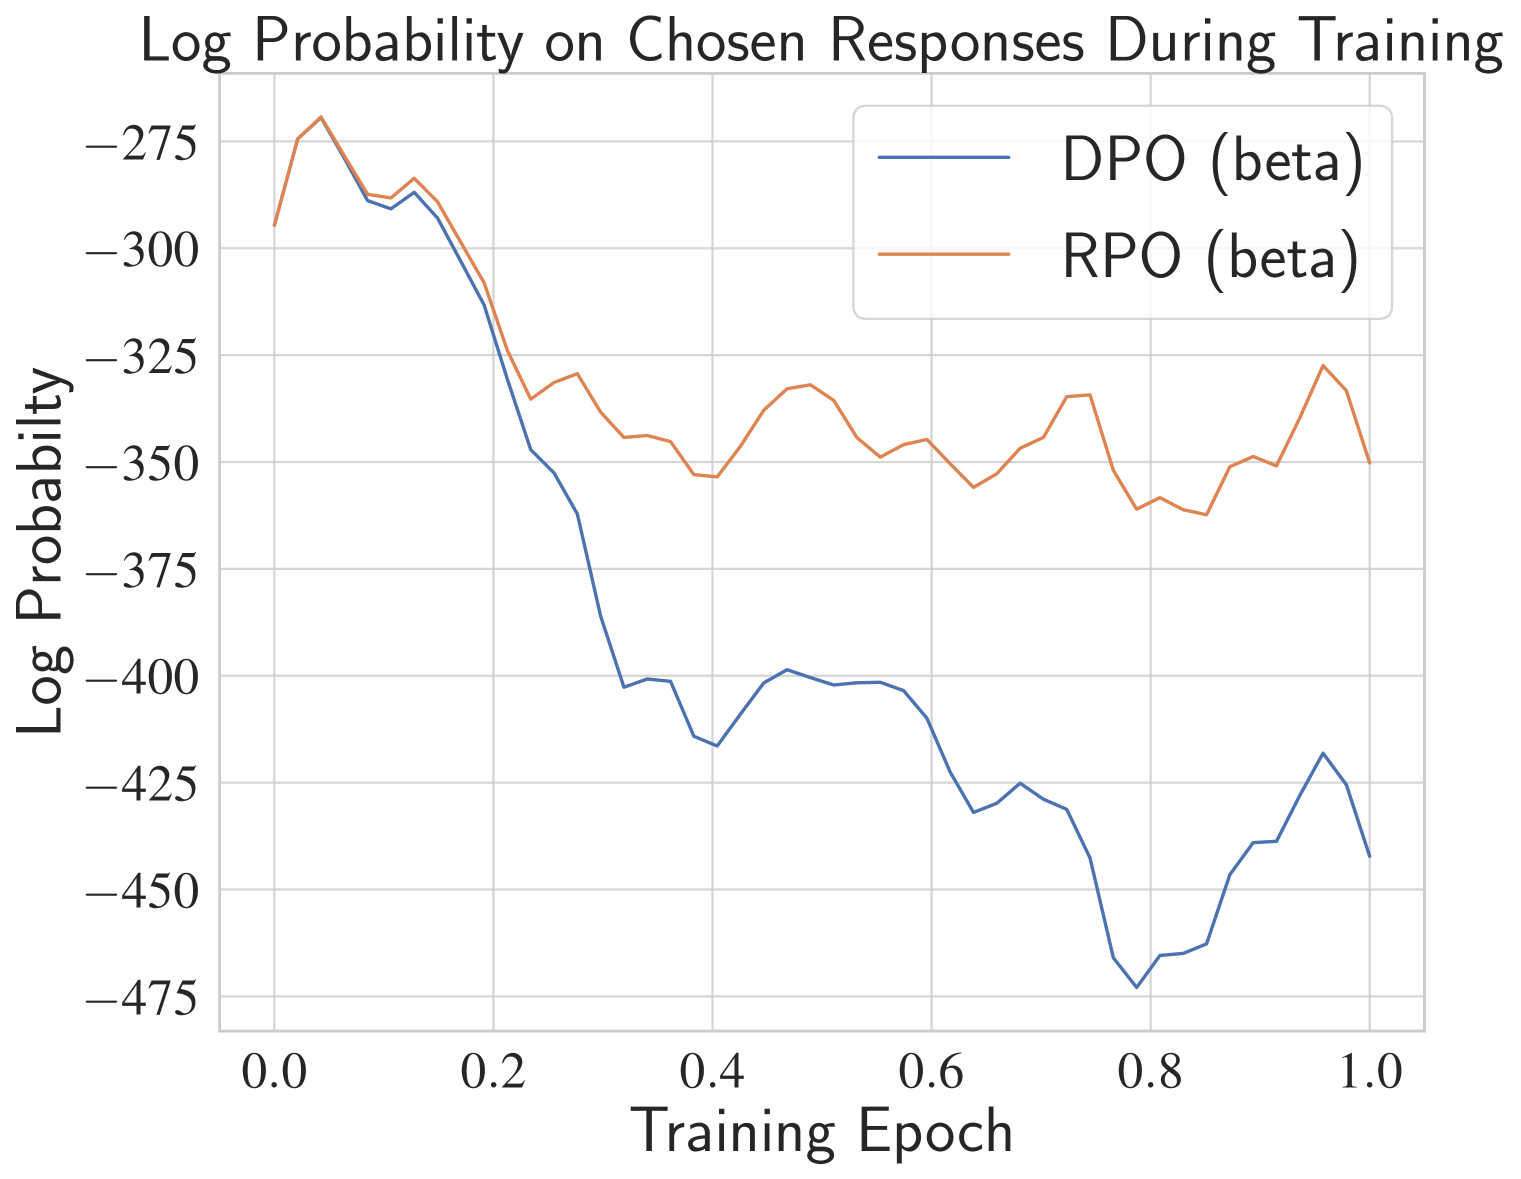 Log Probability on Chosen Responses During Training
DPO (beta)
RPO (beta)
Log Probabilty
−275
−300
−325
−350
−375
−400
−425
−450
−475
0.0 0.2 0.4 0.6 0.8 1.0
Training Epoch